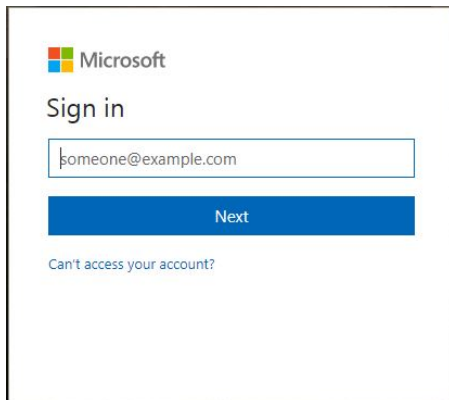 Microsoft
Sign in
someone@example.com
Next
Can't access your account?